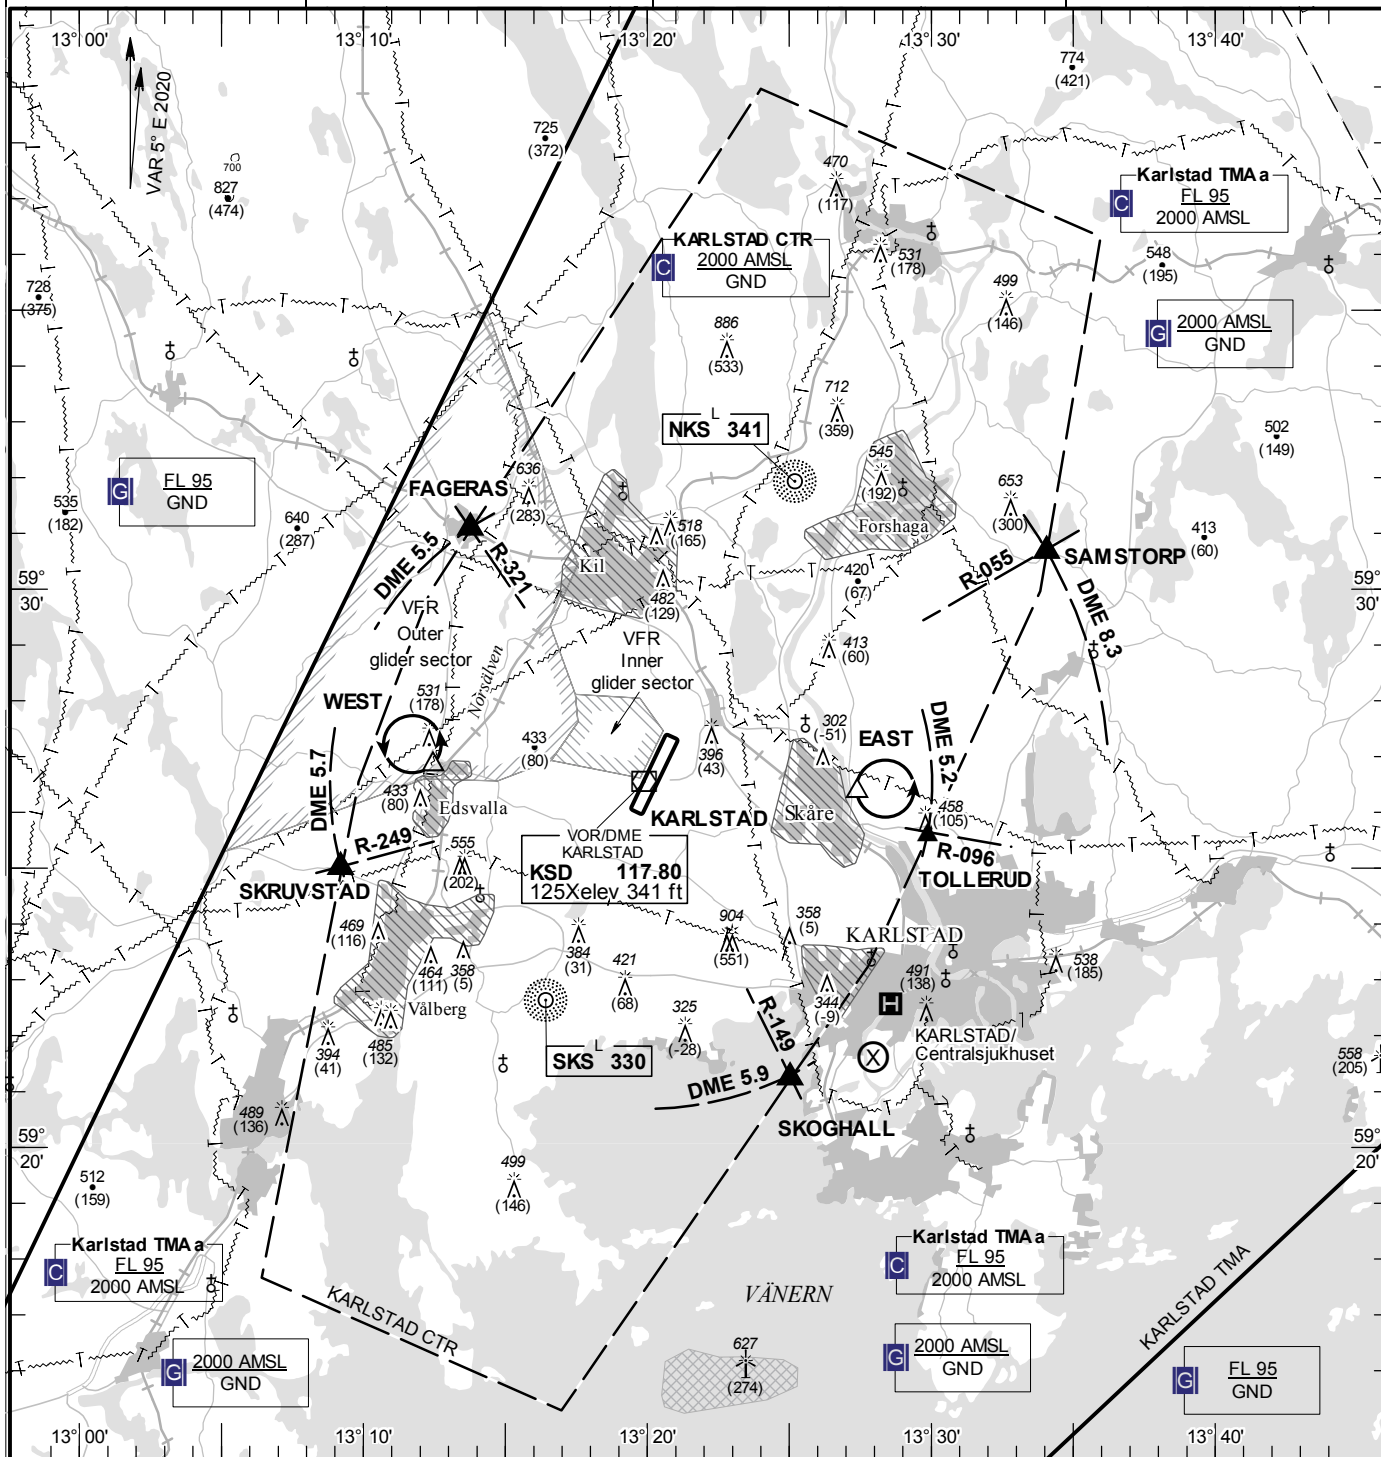 13°00'
13°10'
13°20'
13°30'
13°40'
VAR 5° E 2020
774
(421)
725
(372)
700
827
(474)
470
(117)
Karlstad TMA a
C
FL 95
2000 AMSL
KARLSTAD CTR
C
2000 AMSL
GND
531
(178)
548
(195)
728
(375)
499
(146)
G
2000 AMSL
GND
886
(533)
712
(359)
L
NKS 341
502
(149)
G
FL 95
GND
535
(182)
636
(283)
FAGERAS
545
(192)
653
(300)
640
(287)
518
(165)
Forshaga
413
(60)
SAMSTORP
DME 5.5
R-321
Kil
R-055
420
(67)
59°
30'
59°
30'
482
(129)
DME 8.3
VFR
Outer
glider sector
VFR
Inner
glider sector
413
(60)
Norsälven
531
(178)
WEST
302
(-51)
EAST
DME 5.2
433
(80)
396
(43)
DME 5.7
433
(80)
Edsvalla
KARLSTAD
Skåre
458
(105)
R-249
VOR/DME
KARLSTAD
KSD 117.80
125X elev 341 ft
R-096
TOLLERUD
555
(202)
SKRUVSTAD
469
(116)
904
(551)
358
(5)
KARLSTAD
384
(31)
464
(111)
358
(5)
421
(68)
538
(185)
491
(138)
344
(-9)
H
Vålberg
R-149
325
(-28)
485
(132)
394
(41)
KARLSTAD/
Centralsjukhuset
X
558
(205)
L
SKS 330
DME 5.9
SKOGHALL
489
(136)
59°
20'
59°
20'
512
(159)
499
(146)
Karlstad TMA a
C
FL 95
2000 AMSL
Karlstad TMA a
C
FL 95
2000 AMSL
VÄNERN
KARLSTAD CTR
KARLSTAD TMA
G
2000 AMSL
GND
627
(274)
G
2000 AMSL
GND
G
FL 95
GND
13°00'
13°10'
13°20'
13°30'
13°40'